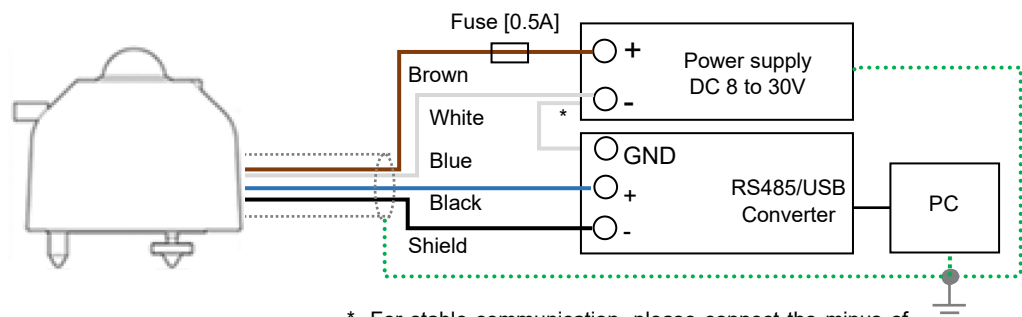 Fuse [0.5A]
+
Power supply
DC 8 to 30V
Brown
-
White
*
Blue
GND
+
RS485/USB
Converter
PC
Black
-
Shield
* For stable communication, please connect the minus of